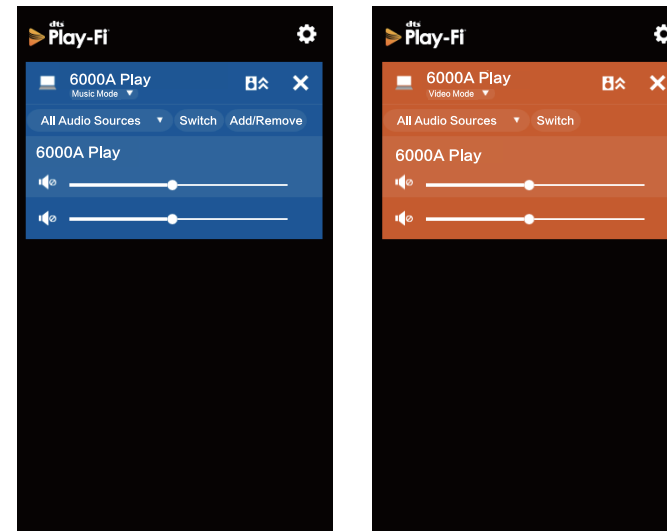 dts
Play-Fi
6000A Play
Music Mode
All Audio Sources Switch Add/Remove
6000A Play
dts
Play-Fi
6000A Play
Video Mode
All Audio Sources Switch
6000A Play